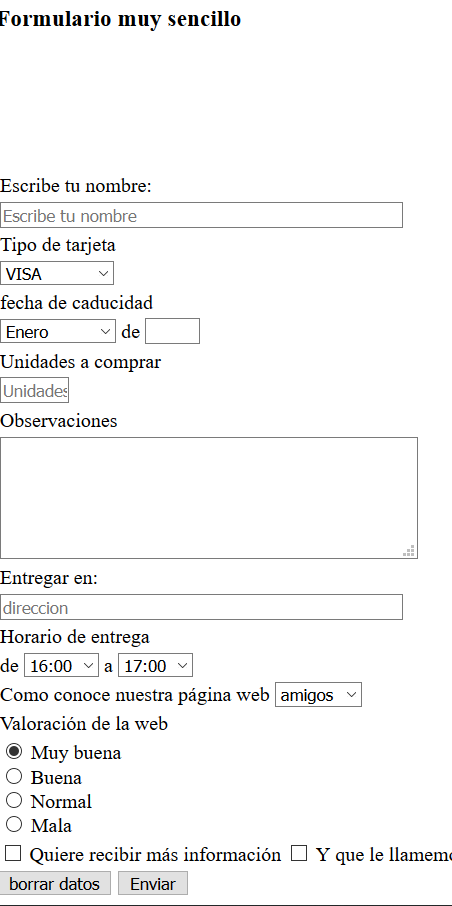 Formulario muy sencillo
Escribe tu nombre:
Escribe tu nombre
Tipo de tarjeta
VISA
fecha de caducidad
Enero de
Unidades a comprar
Unidades
Observaciones
Entregar en:
direccion
Horario de entrega
de 16:00 a 17:00
Como conoce nuestra página web amigos
Valoración de la web
Muy buena
Buena
Normal
Mala
Quiere recibir más información Y que le llamemo
borrar datos Enviar